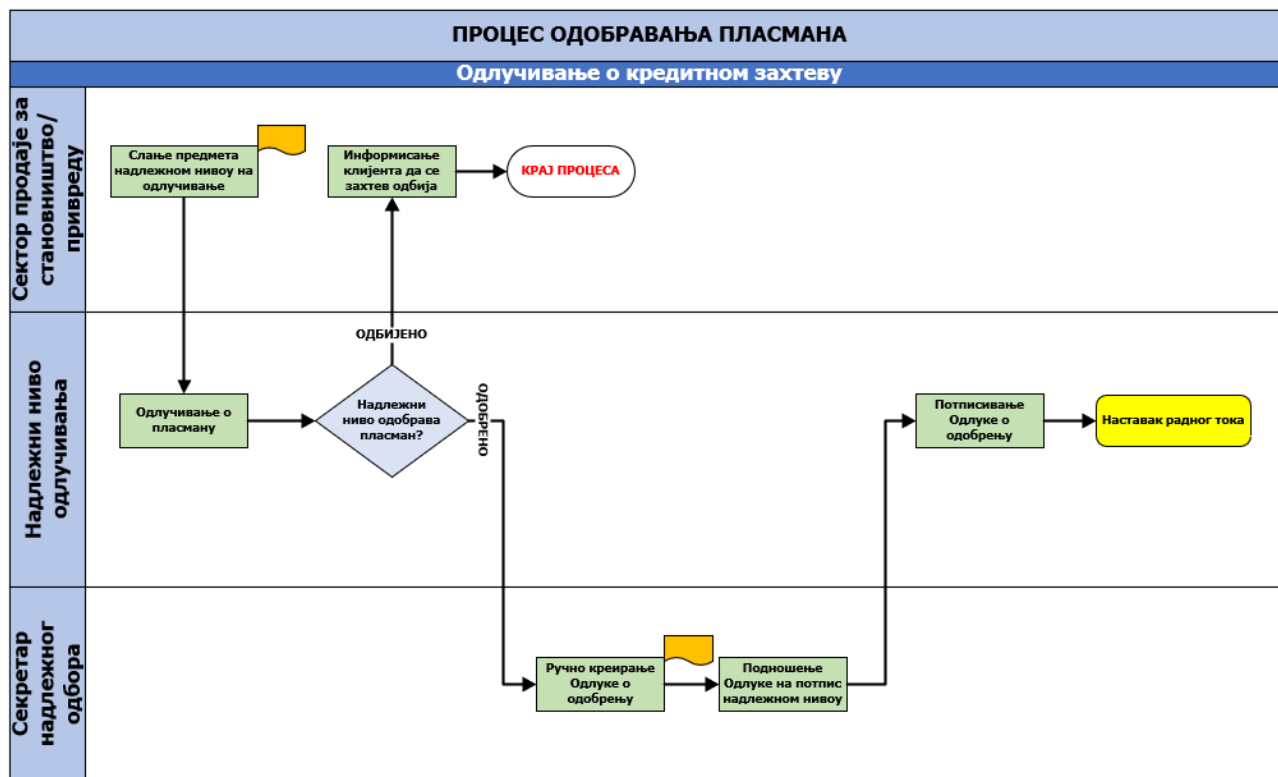 ПРОЦЕС ОДОБРАВАЊА ПЛАСМАНА
Одлучивање о кредитном захтеву
Сектор продаје за
становништво/
привреду
Слање предмета
надлежном нивоу на
одлучивање
Информисање
клијента да се
захтев одбија
КРАЈ ПРОЦЕСА
Надлежни ниво
одлучивања
ОДБИЈЕНО
Одлучивање о
пласману
Надлежни
ниво одобрава
пласман?
ОДОБРЕНО
Потписивање
Одлуке о
одобрењу
Наставак радног тока
Секретар
надлежног
одбора
Ручно креирање
Одлуке о
одобрењу
Подношење
Одлуке на потпис
надлежном нивоу